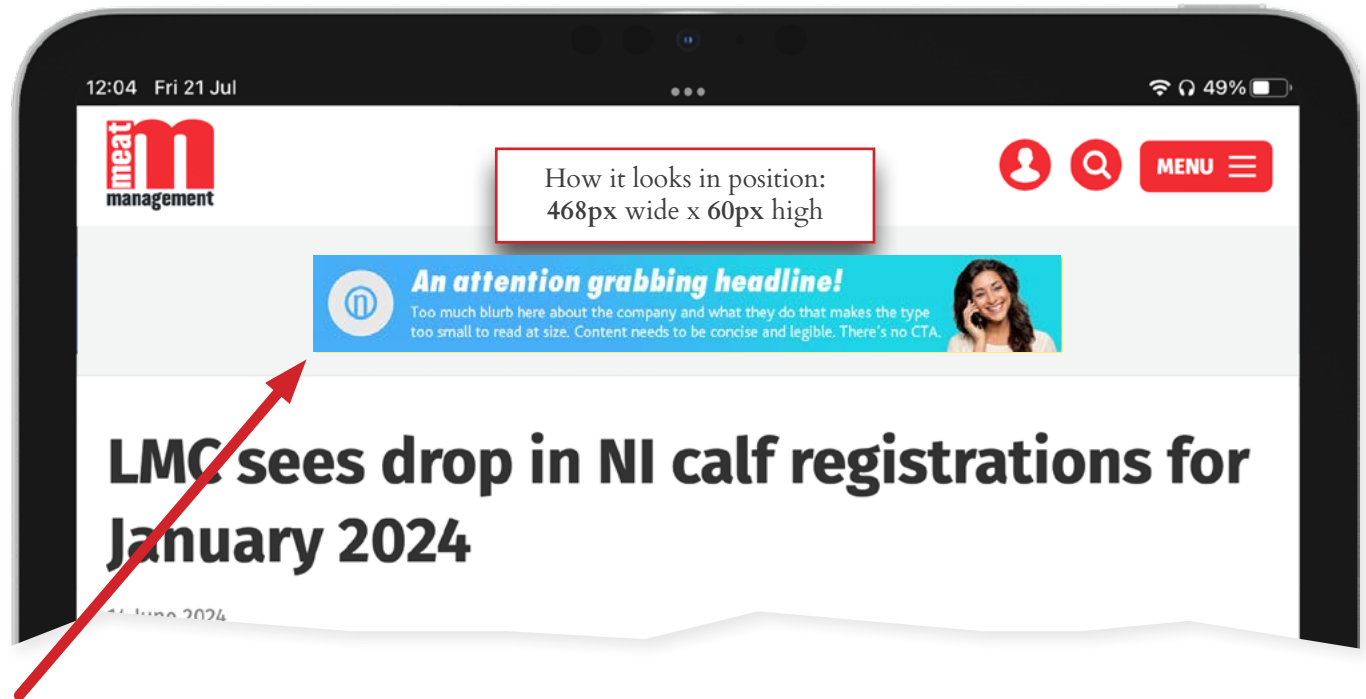 12:04 Fri 21 Jul
49%
meat
m
management
MENU
How it looks in position:
468px wide x 60px high
n
An attention grabbing headline!
Too much blurb here about the company and what they do that makes the type
too small to read at size. Content needs to be concise and legible. There's no CTA.
LMC sees drop in NI calf registrations for
January 2024
14 June 2024